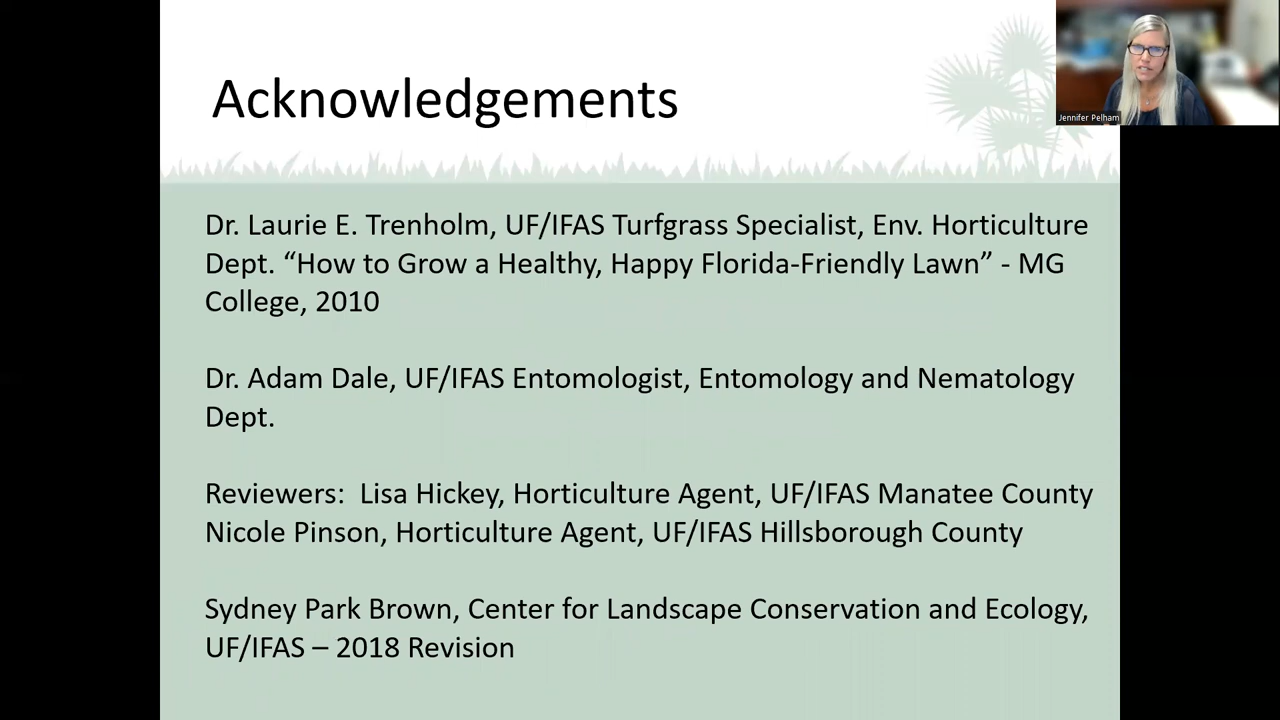 Acknowledgements
Jennifer Pelham
Dr. Laurie E. Trenholm, UF/IFAS Turfgrass Specialist, Env. Horticulture
Dept. “How to Grow a Healthy, Happy Florida-Friendly Lawn” - MG
College, 2010
Dr. Adam Dale, UF/IFAS Entomologist, Entomology and Nematology
Dept.
Reviewers:  Lisa Hickey, Horticulture Agent, UF/IFAS Manatee County
Nicole Pinson, Horticulture Agent, UF/IFAS Hillsborough County
Sydney Park Brown, Center for Landscape Conservation and Ecology,
UF/IFAS – 2018 Revision